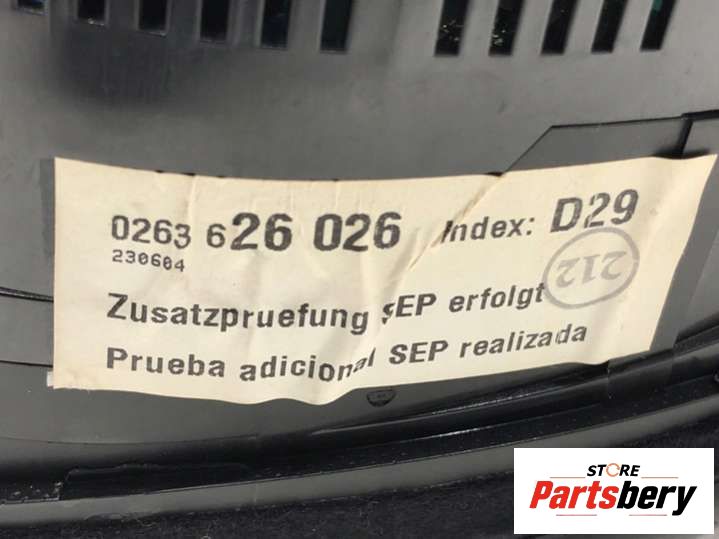 0263 626 026 Index: D29
230604
212
Zusatzpruefung SEP erfolgt
Prueba adicional SEP realizada
STORE
Partsbery